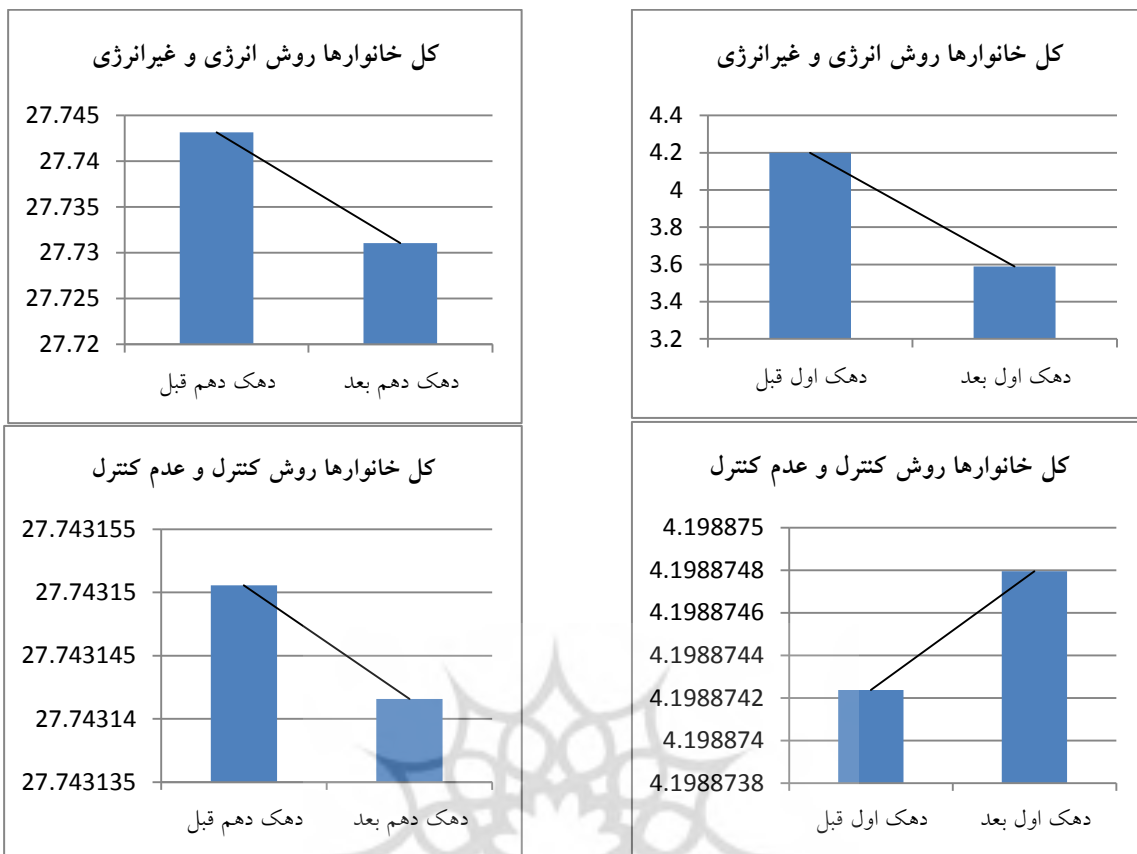 کل خانوارها روش انرژی و غیرانرژی
4.4
4.2
4
3.8
3.6
3.4
3.2
دهک اول قبل
دهک اول بعد
کل خانوارها روش انرژی و غیرانرژی
27.745
27.74
27.735
27.73
27.725
27.72
دهک دهم قبل
دهک دهم بعد
کل خانوارها روش کنترل و عدم کنترل
4.198875
4.1988748
4.1988746
4.1988744
4.1988742
4.198874
4.1988738
دهک اول قبل
دهک اول بعد
کل خانوارها روش کنترل و عدم کنترل
27.743155
27.74315
27.743145
27.74314
27.743135
دهک دهم قبل
دهک دهم بعد